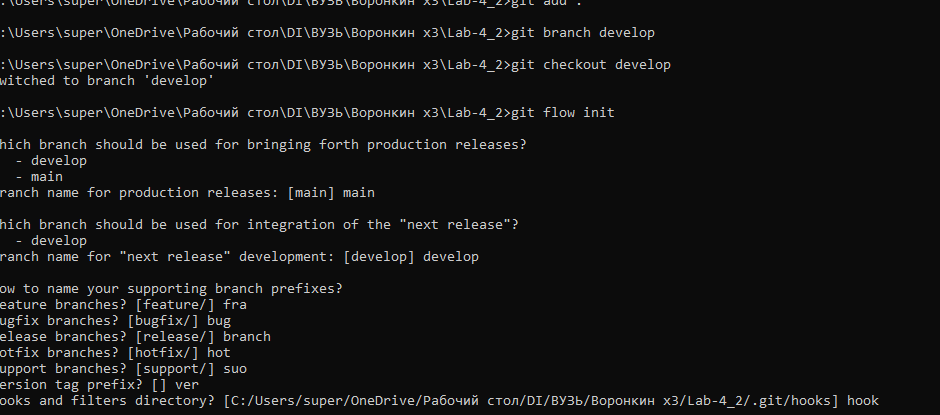 :\Users\super\OneDrive\Рабочий стол\DI\ВУЗЬ\Воронкин х3\Lab-4_2>git add .
:\Users\super\OneDrive\Рабочий стол\DI\ВУЗЬ\Воронкин х3\Lab-4_2>git branch develop
:\Users\super\OneDrive\Рабочий стол\DI\ВУЗЬ\Воронкин х3\Lab-4_2>git checkout develop
witched to branch 'develop'
:\Users\super\OneDrive\Рабочий стол\DI\ВУЗЬ\Воронкин х3\Lab-4_2>git flow init
hich branch should be used for bringing forth production releases?
- develop
- main
ranch name for production releases: [main] main
hich branch should be used for integration of the "next release"?
- develop
ranch name for "next release" development: [develop] develop
ow to name your supporting branch prefixes?
eature branches? [feature/] fra
ugfix branches? [bugfix/] bug
elease branches? [release/] branch
otfix branches? [hotfix/] hot
upport branches? [support/] suo
ersion tag prefix? [] ver
ooks and filters directory? [C:/Users/super/OneDrive/Рабочий стол/DI/ВУЗЬ/Воронкин х3/Lab-4_2/.git/hooks] hook